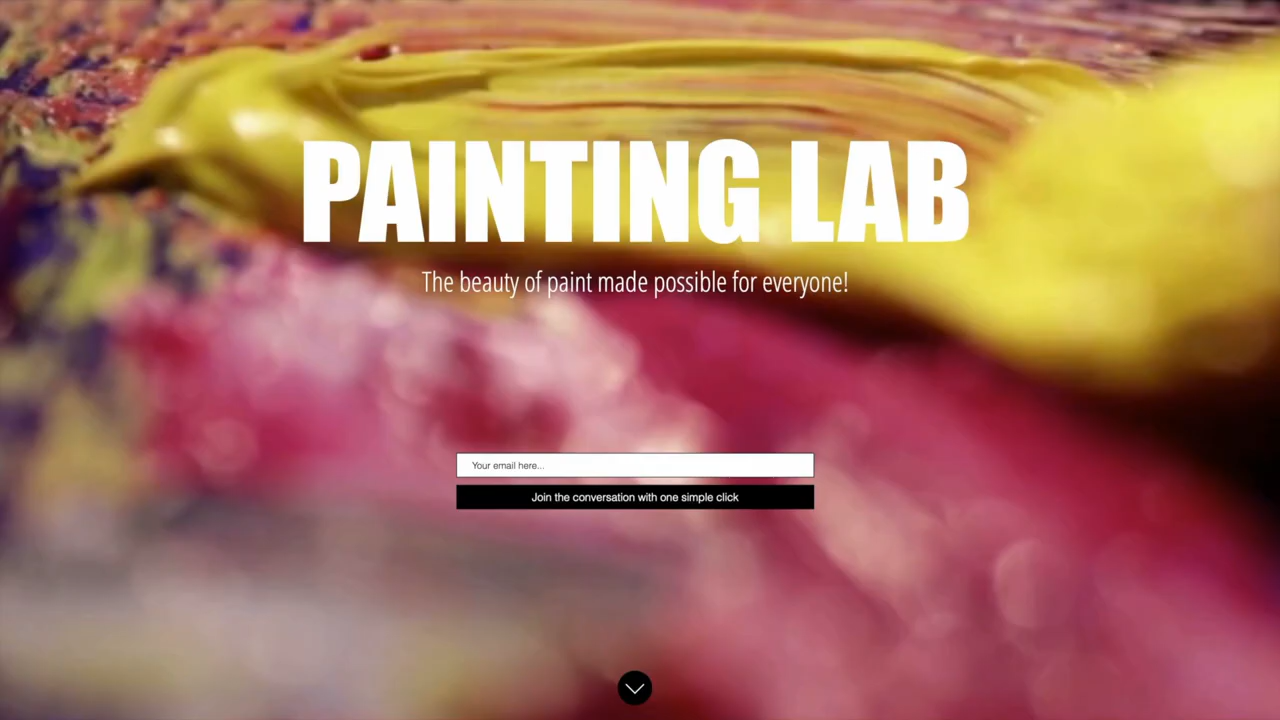 PAINTING LAB
The beauty of paint made possible for everyone!
Your email here...
Join the conversation with one simple click